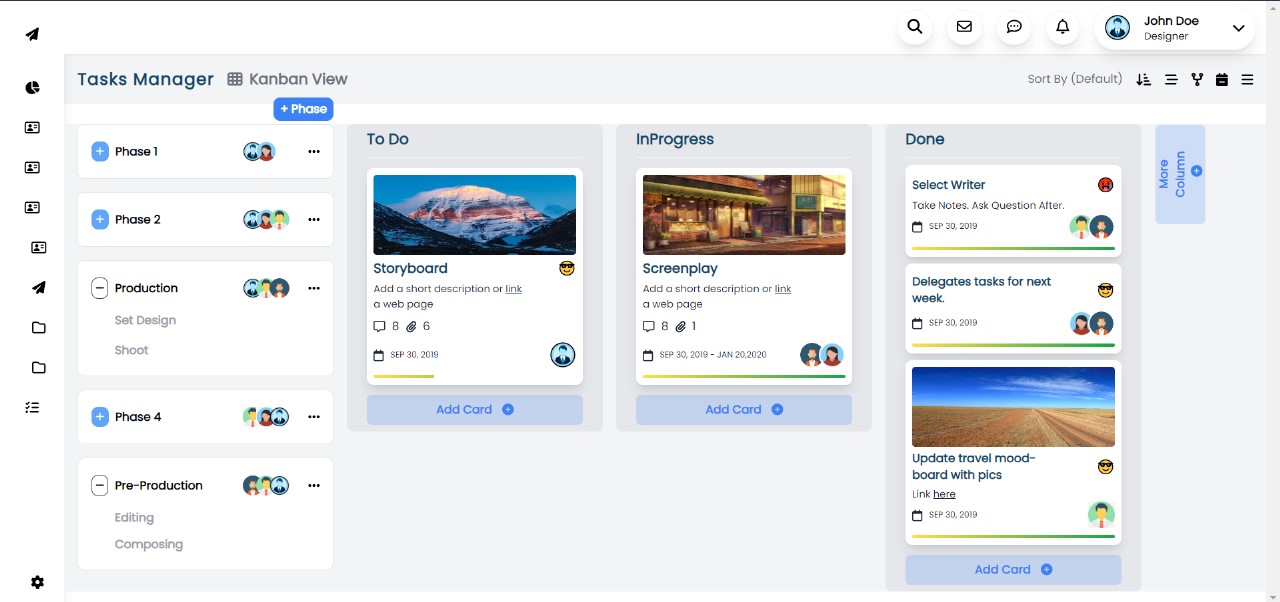 John Doe
Designer
Tasks Manager
Kanban View
Sort By (Default)
+ Phase
Phase 1
Phase 2
Production
Set Design
Shoot
Phase 4
Pre-Production
Editing
Composing
To Do
Storyboard
Add a short description or link
a web page
8 6
SEP 30, 2019
Add Card
InProgress
Screenplay
Add a short description or link
a web page
8 1
SEP 30, 2019 - JAN 20,2020
Add Card
Done
Select Writer
Take Notes. Ask Question After.
SEP 30, 2019
Delegates tasks for next
week.
SEP 30, 2019
Update travel mood-
board with pics
Link here
SEP 30, 2019
Add Card
More
Column